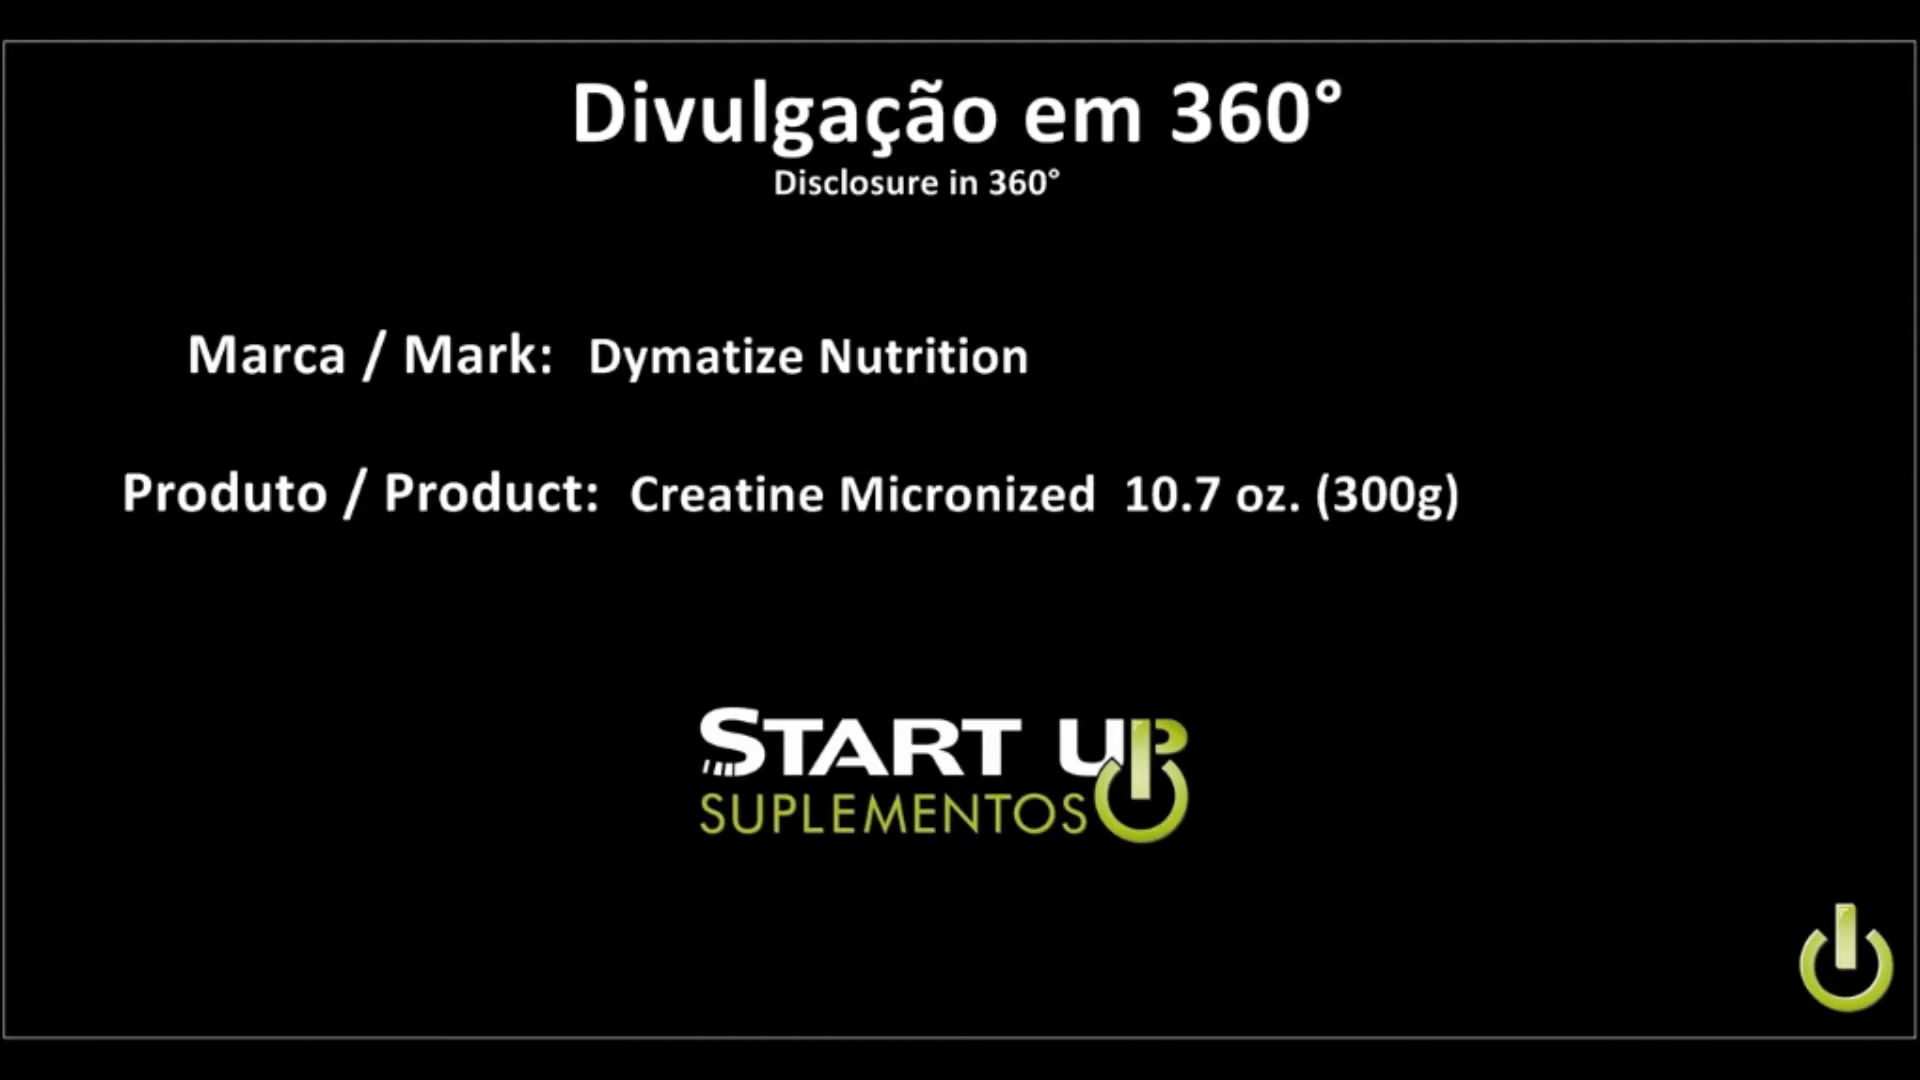 Divulgação em 360°
Disclosure in 360°
Marca / Mark: Dymatize Nutrition
Produto / Product: Creatine Micronized 10.7 oz. (300g)
START UP
SUPLEMENTOS